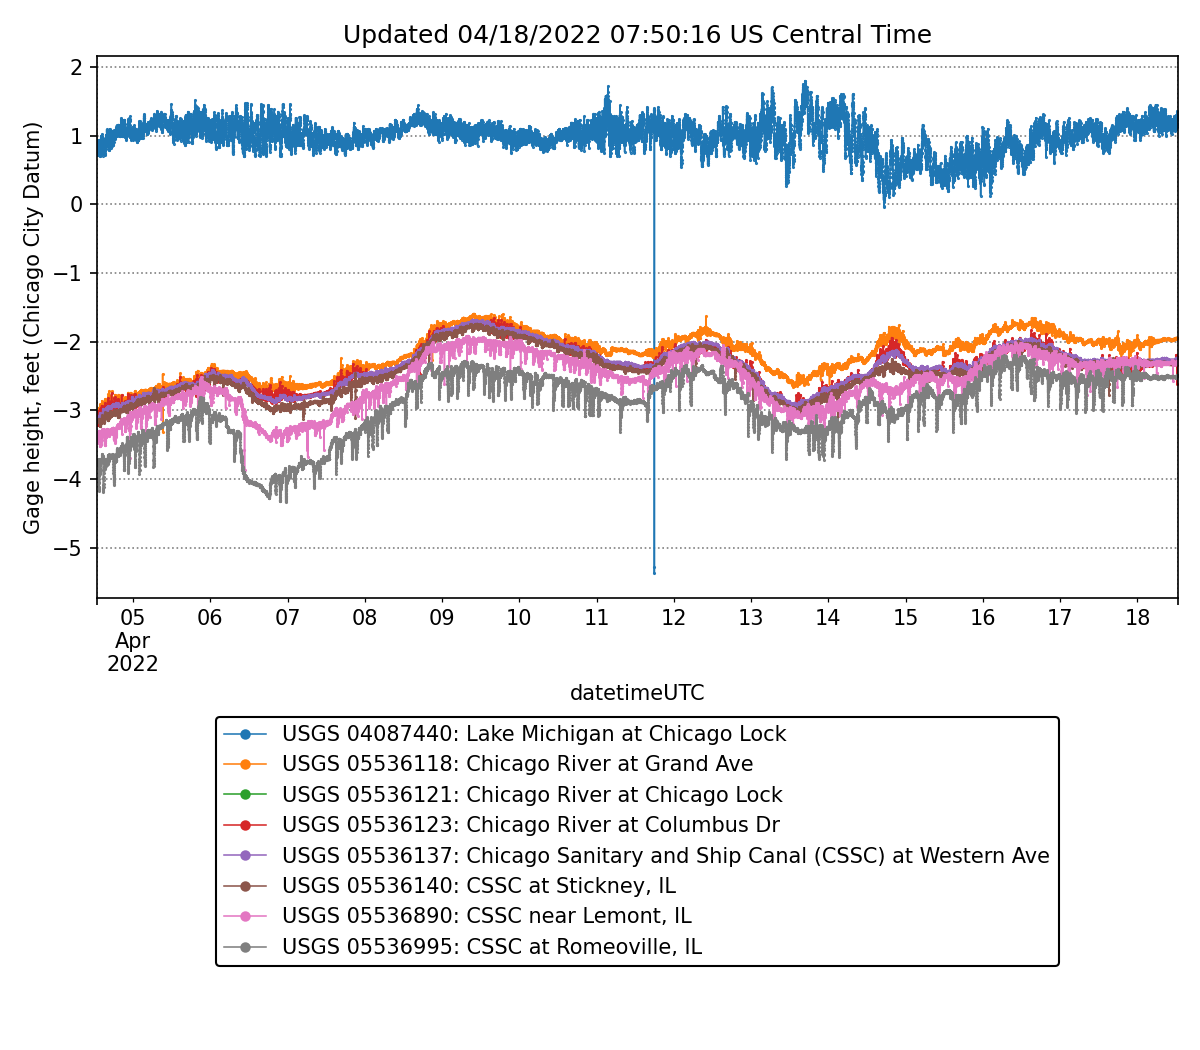 Updated 04/18/2022 07:50:16 US Central Time
Gage height, feet (Chicago City Datum)
2
1
0
−1
−2
−3
−4
−5
05 06 07 08 09 10 11 12 13 14 15 16 17 18
Apr
2022
datetimeUTC
USGS 04087440: Lake Michigan at Chicago Lock
USGS 05536118: Chicago River at Grand Ave
USGS 05536121: Chicago River at Chicago Lock
USGS 05536123: Chicago River at Columbus Dr
USGS 05536137: Chicago Sanitary and Ship Canal (CSSC) at Western Ave
USGS 05536140: CSSC at Stickney, IL
USGS 05536890: CSSC near Lemont, IL
USGS 05536995: CSSC at Romeoville, IL